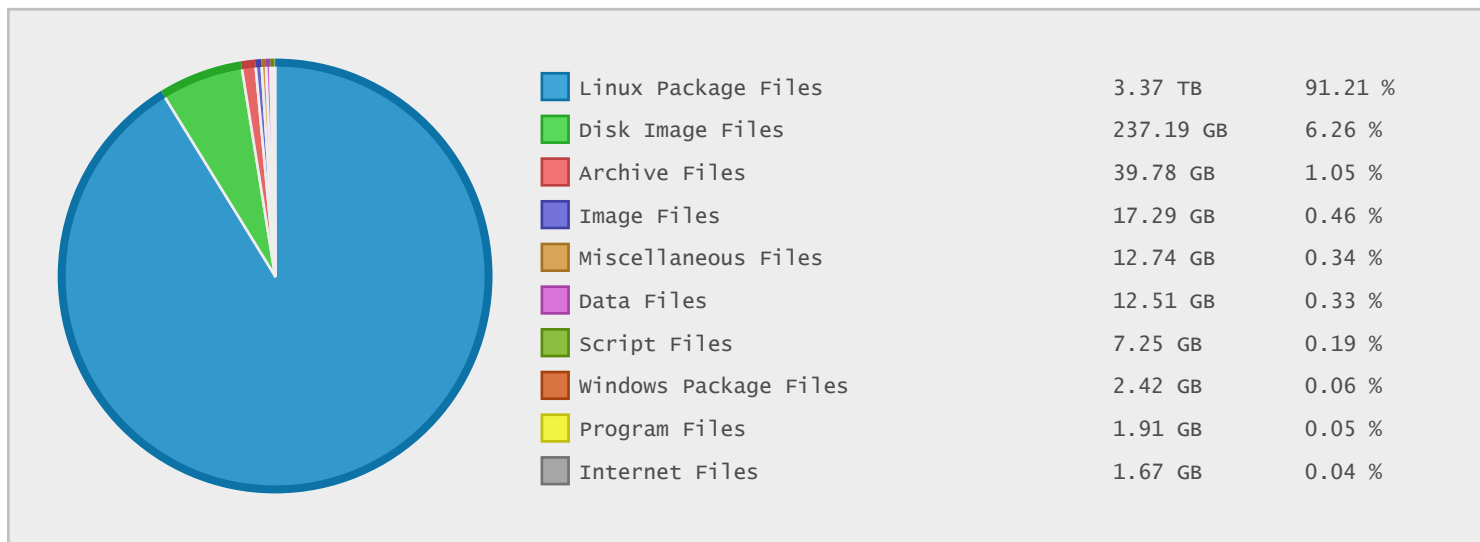 Linux Package Files 3.37 TB 91.21 %
Disk Image Files 237.19 GB 6.26 %
Archive Files 39.78 GB 1.05 %
Image Files 17.29 GB 0.46 %
Miscellaneous Files 12.74 GB 0.34 %
Data Files 12.51 GB 0.33 %
Script Files 7.25 GB 0.19 %
Windows Package Files 2.42 GB 0.06 %
Program Files 1.91 GB 0.05 %
Internet Files 1.67 GB 0.04 %